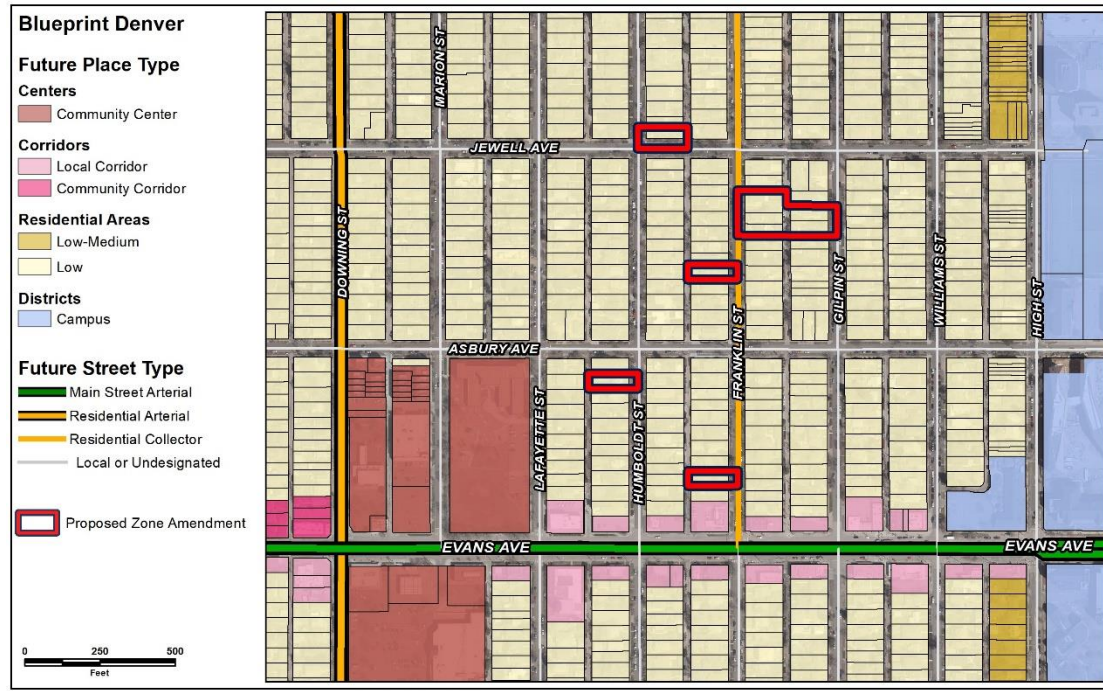 Blueprint Denver
Future Place Type
Centers
Community Center
Corridors
Local Corridor
Community Corridor
Residential Areas
Low-Medium
Low
Districts
Campus
Future Street Type
Main Street Arterial
Residential Arterial
Residential Collector
Local or Undesignated
Proposed Zone Amendment
0 250 500
Feet
MARION ST
JEWELL AVE
DOWNING ST
GILPIN ST
WILLIAMS ST
HIGH ST
FRANKLIN ST
ASBURY AVE
LAFAYETTE ST
HUMBOLDT ST
EVANS AVE
EVANS AVE